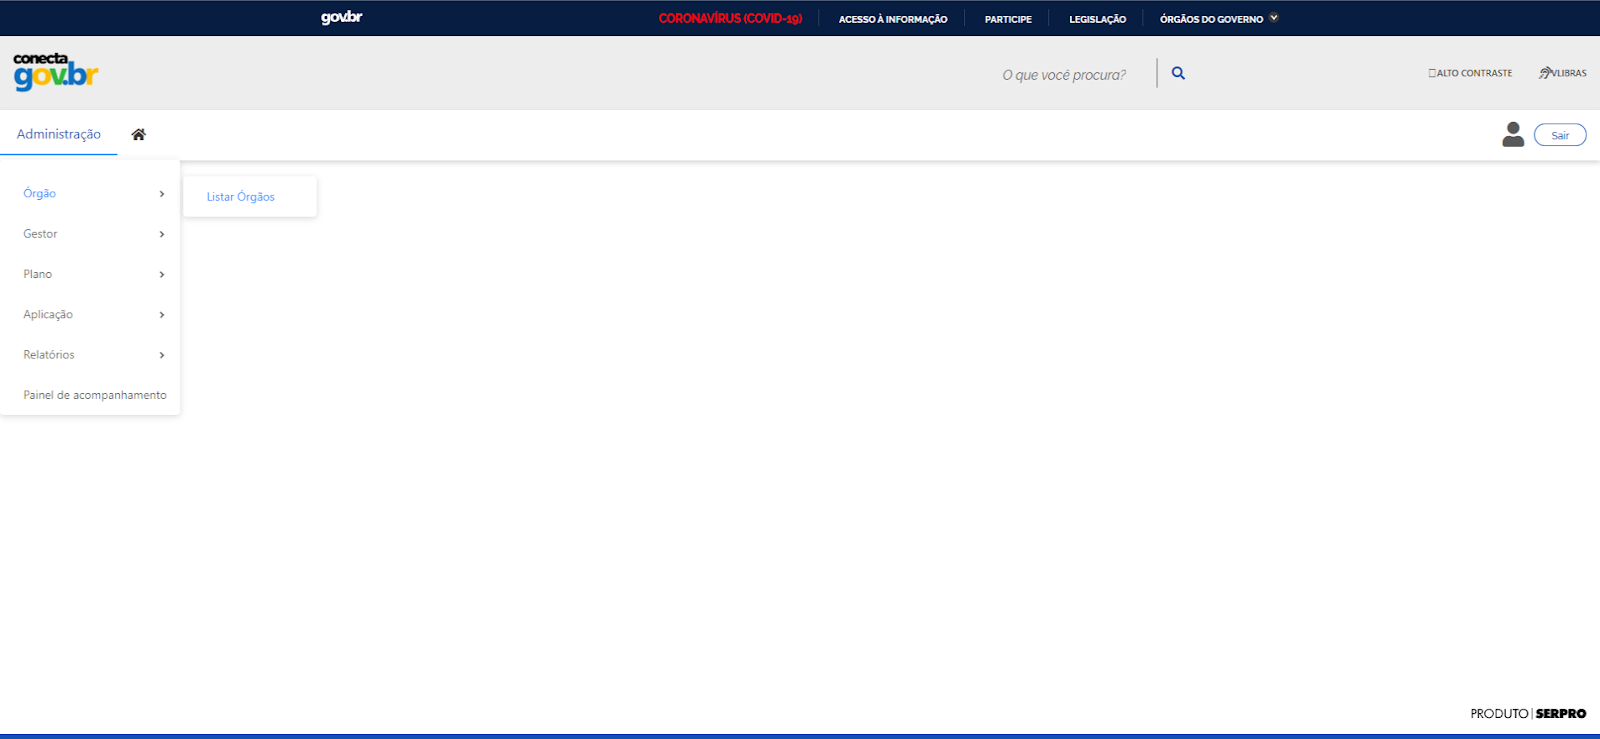 gov.br
CORONAVÍRUS (COVID-19)
ACESSO À INFORMAÇÃO
PARTICIPE
LEGISLAÇÃO
ÓRGÃOS DO GOVERNO
conecta
gov.br
O que você procura?
ALTO CONTRASTE
VLIBRAS
Administração
Sair
Órgão
Listar Órgãos
Gestor
Plano
Aplicação
Relatórios
Painel de acompanhamento
PRODUTO | SERPRO